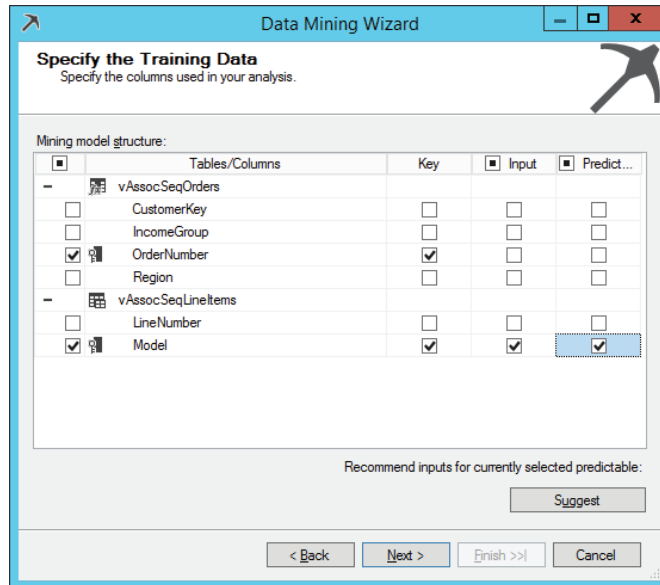 Data Mining Wizard
Specify the Training Data
Specify the columns used in your analysis.
Mining model structure:
Tables/Columns Key Input Predict...
vAssocSeqOrders
CustomerKey
IncomeGroup
OrderNumber
Region
vAssocSeqLineItems
LineNumber
Model
Recommend inputs for currently selected predictable:
Suggest
< Back Next > Finish >>| Cancel